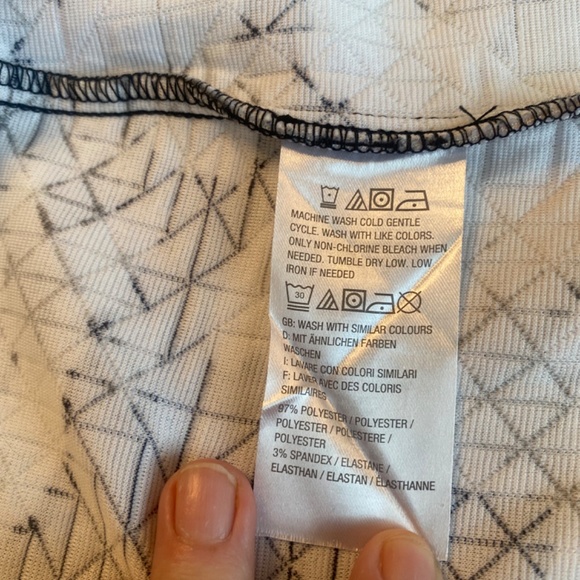 MACHINE WASH COLD GENTLE
CYCLE. WASH WITH LIKE COLORS.
ONLY NON-CHLORINE BLEACH WHEN
NEEDED. TUMBLE DRY LOW. LOW
IRON IF NEEDED
30
GB: WASH WITH SIMILAR COLOURS
D: MIT ÄHNLICHEN FARBEN
WASCHEN
I: LAVARE CON COLORI SIMILARI
F: LAVER AVEC DES COLORIS
SIMILAIRES
97% POLYESTER / POLYESTER /
POLYESTER / POLIESTERE /
POLYESTER
3% SPANDEX / ELASTANE /
ELASTHAN / ELASTAN / ÉLASTHANNE